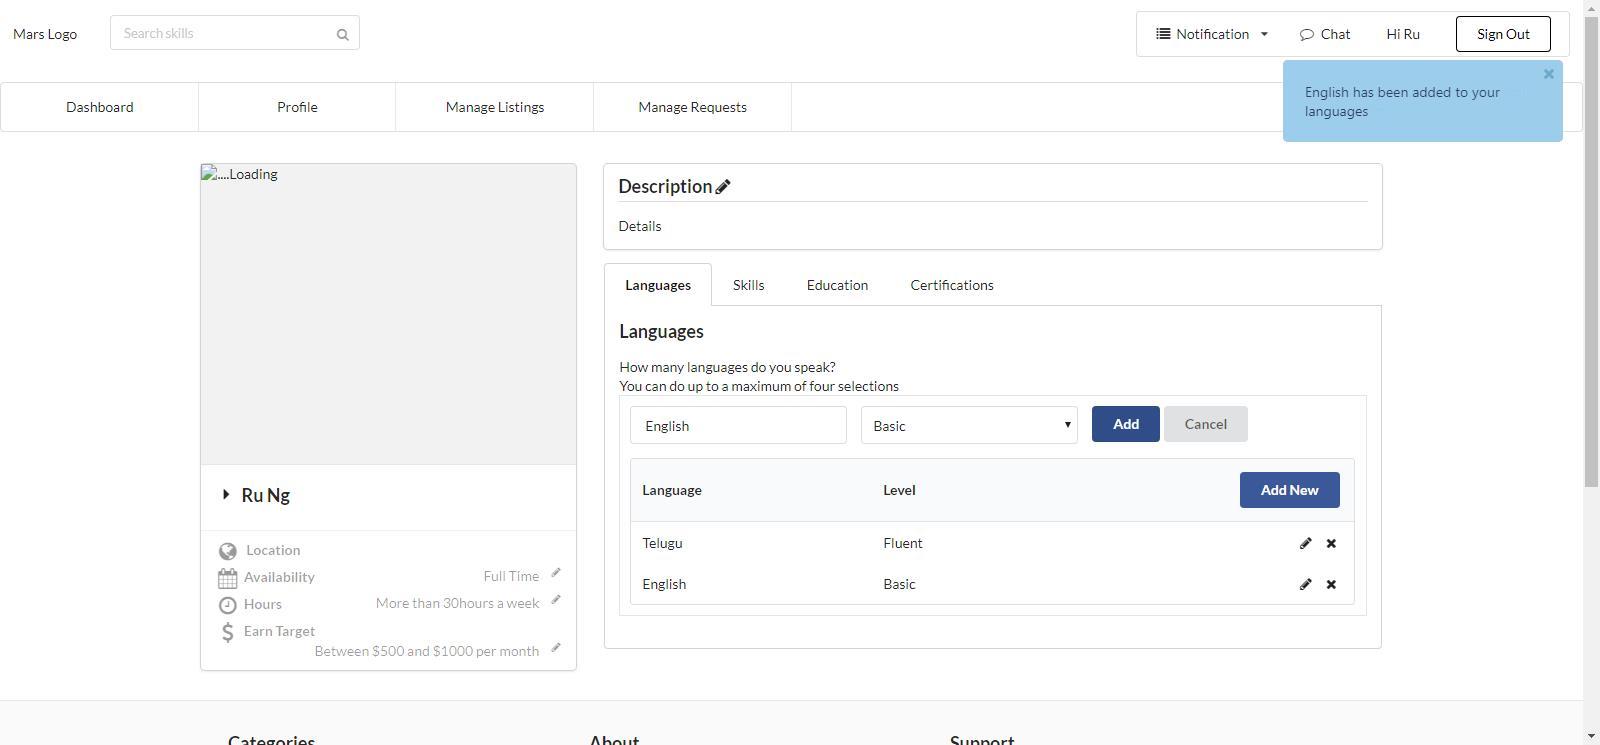 Mars Logo
Search skills
Notification
Chat
Hi Ru
Sign Out
English has been added to your
languages
Dashboard
Profile
Manage Listings
Manage Requests
....Loading
Ru Ng
Location
Availability
Full Time
Hours
More than 30hours a week
Earn Target
Between $500 and $1000 per month
Description
Details
Languages
Skills
Education
Certifications
Languages
How many languages do you speak?
You can do up to a maximum of four selections
English
Basic
Add
Cancel
Language
Level
Add New
Telugu
Fluent
English
Basic
Categories
About
Support